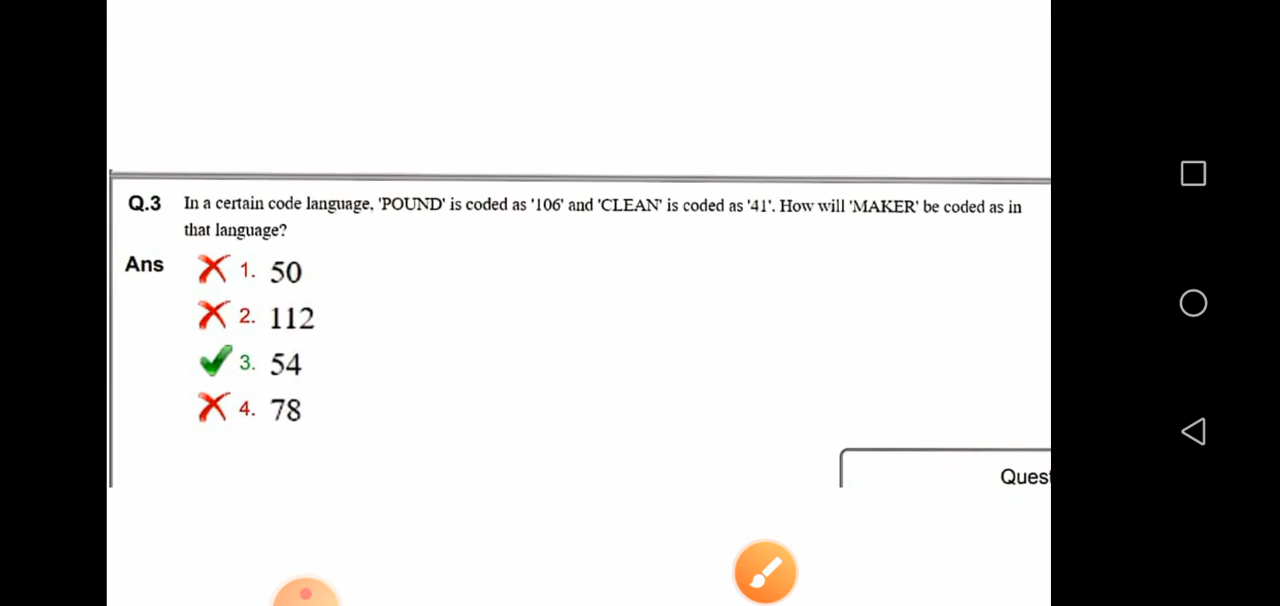 Q.3 In a certain code language, 'POUND' is coded as '106' and 'CLEAN' is coded as '41'. How will 'MAKER' be coded as in
that language?
Ans 1. 50
2. 112
3. 54
4. 78
Quest